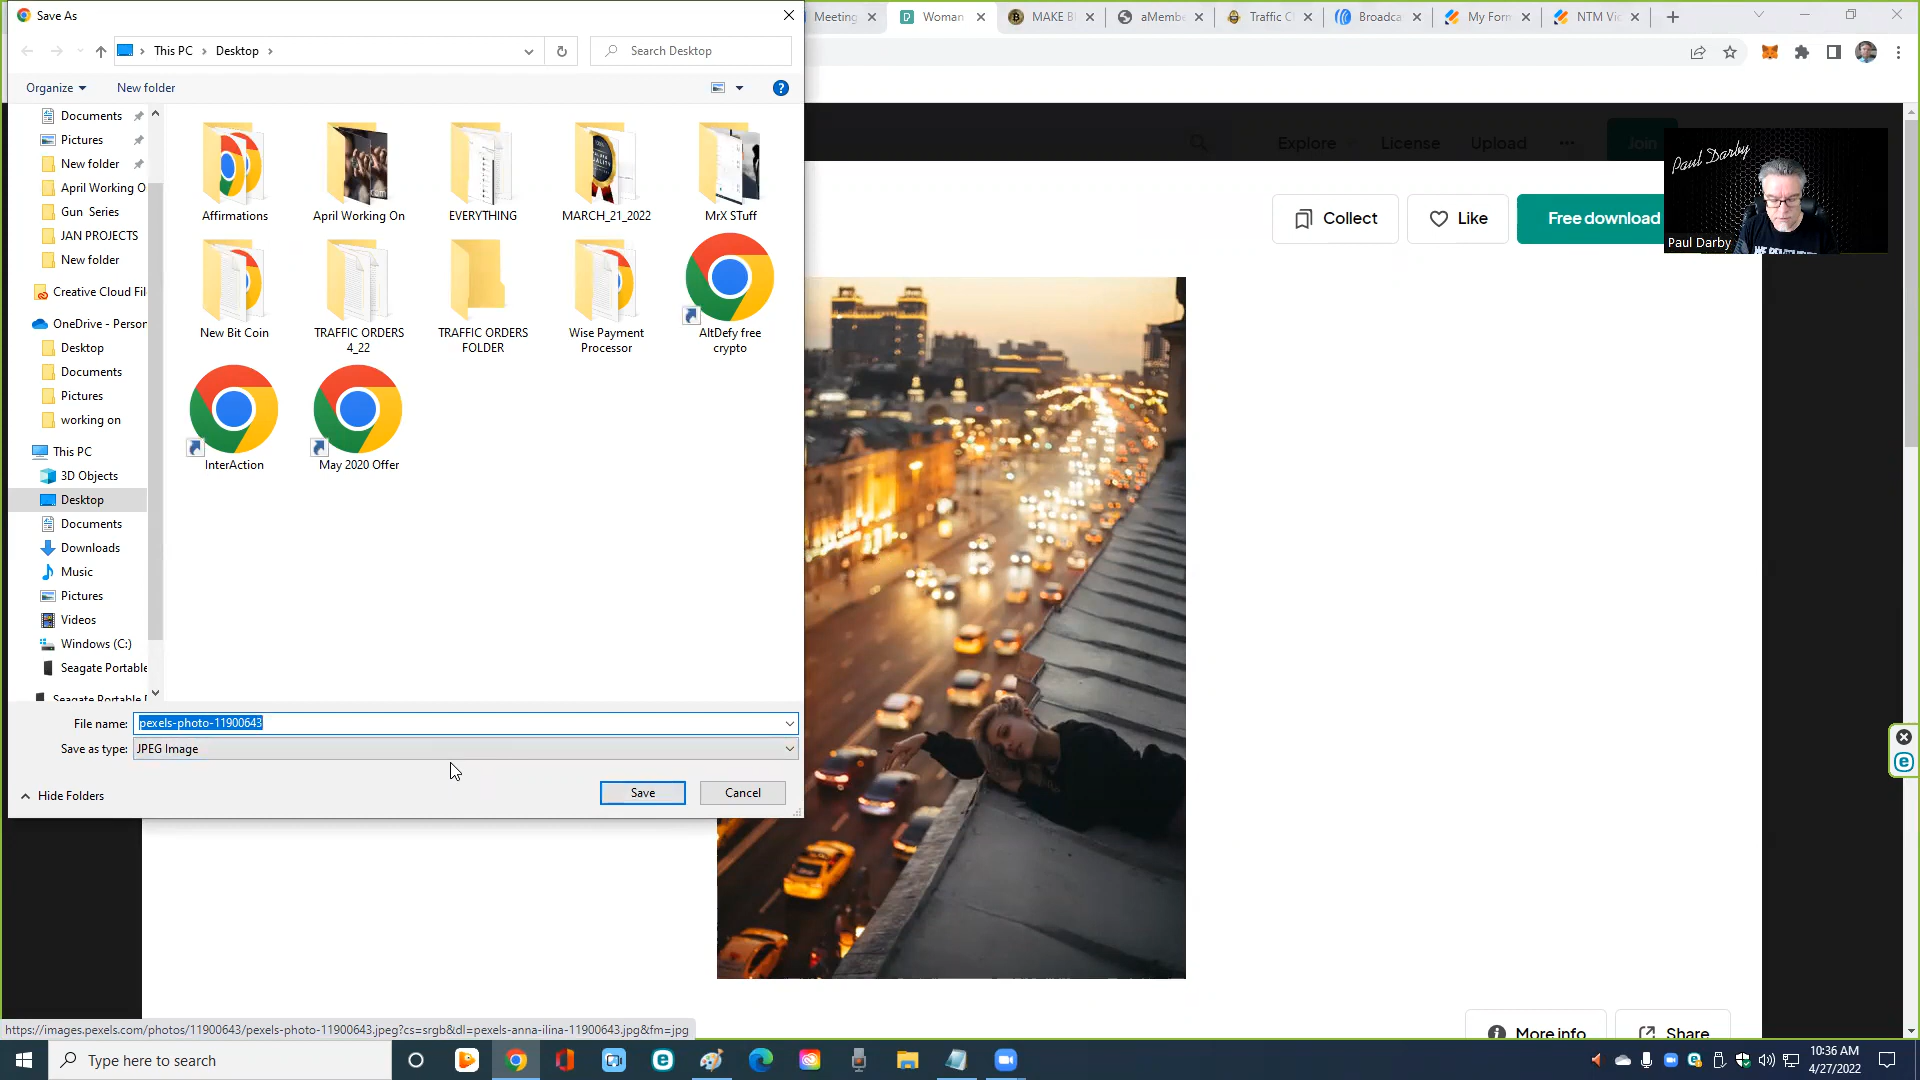 Save As
Meeting
Woman
MAKE B
aMembe
Traffic C
Broadca
My Forn
NTM Vic
This PC
Desktop
Search Desktop
Organize
New folder
Documents
Pictures
New folder
April Working O
Gun Series
JAN PROJECTS
New folder
Creative Cloud Fil
OneDrive - Person
Desktop
Documents
Pictures
working on
This PC
3D Objects
Desktop
Documents
Downloads
Music
Pictures
Videos
Windows (C:)
Seagate Portable
Seagate Portable
Affirmations
April Working On
EVERYTHING
MARCH_21_2022
MrX STuff
New Bit Coin
TRAFFIC ORDERS
4_22
TRAFFIC ORDERS
FOLDER
Wise Payment
Processor
AltDefy free
crypto
InterAction
May 2020 Offer
File name: pexels-photo-11900643
Save as type: JPEG Image
Hide Folders
Save
Cancel
Explore
License
Upload
Join
Paul Darby
Paul Darby
Collect
Like
Free download
More info
Share
https://images.pexels.com/photos/11900643/pexels-photo-11900643.jpeg?cs=srgb&dl=pexels-anna-ilina-11900643.jpg&fm=jpg
Type here to search
10:36 AM
4/27/2022